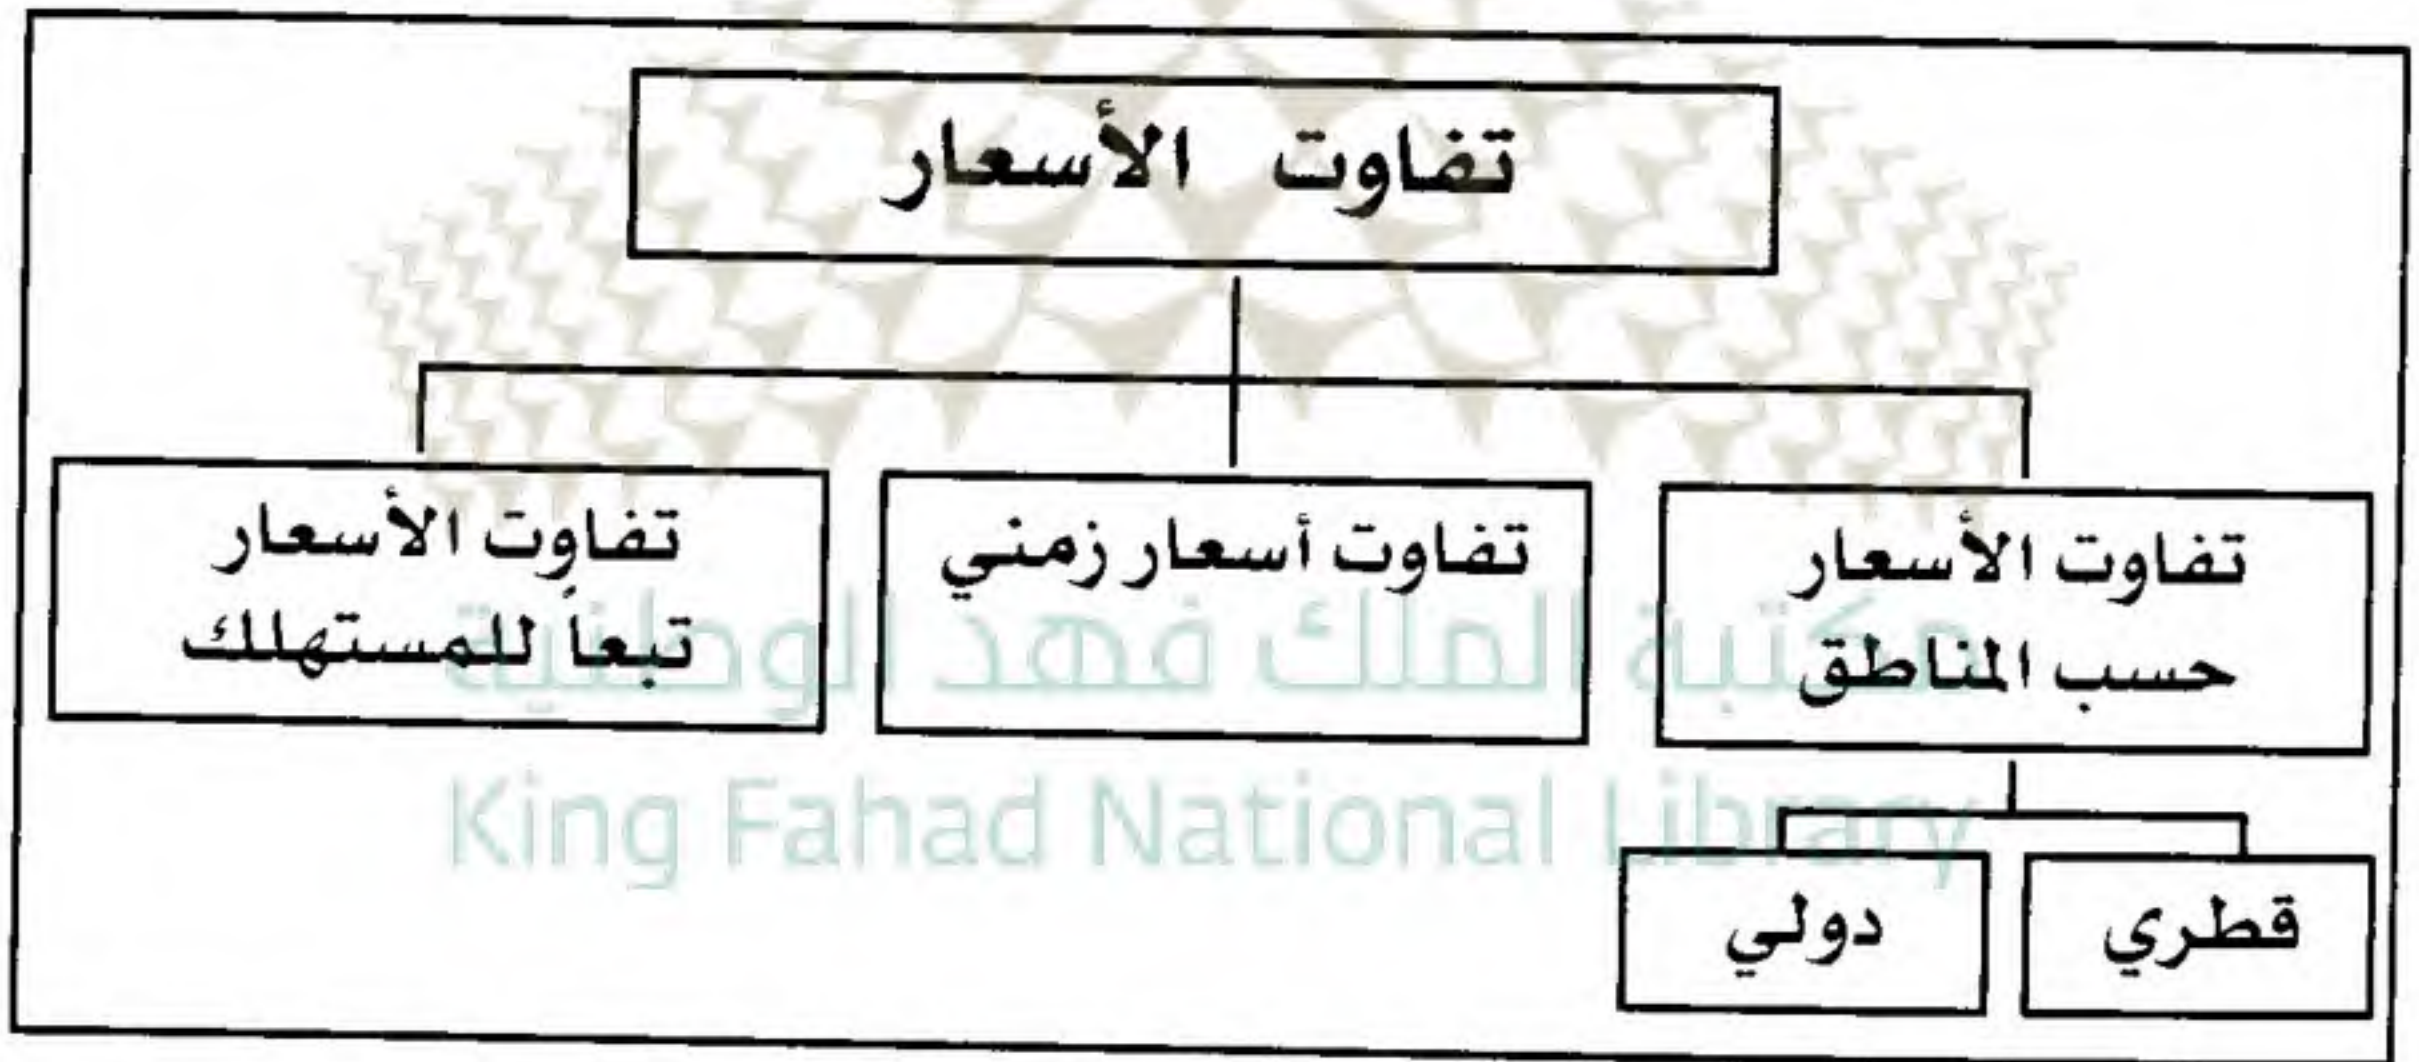 تفاوت الأسعار
تفاوت الأسعار
حسب المناطق
تفاوت أسعار زمني
تفاوت الأسعار
تبعاً للمستهلك
قطري
دولي
مكتبة الملك فهد الوطنية
King Fahad National Library